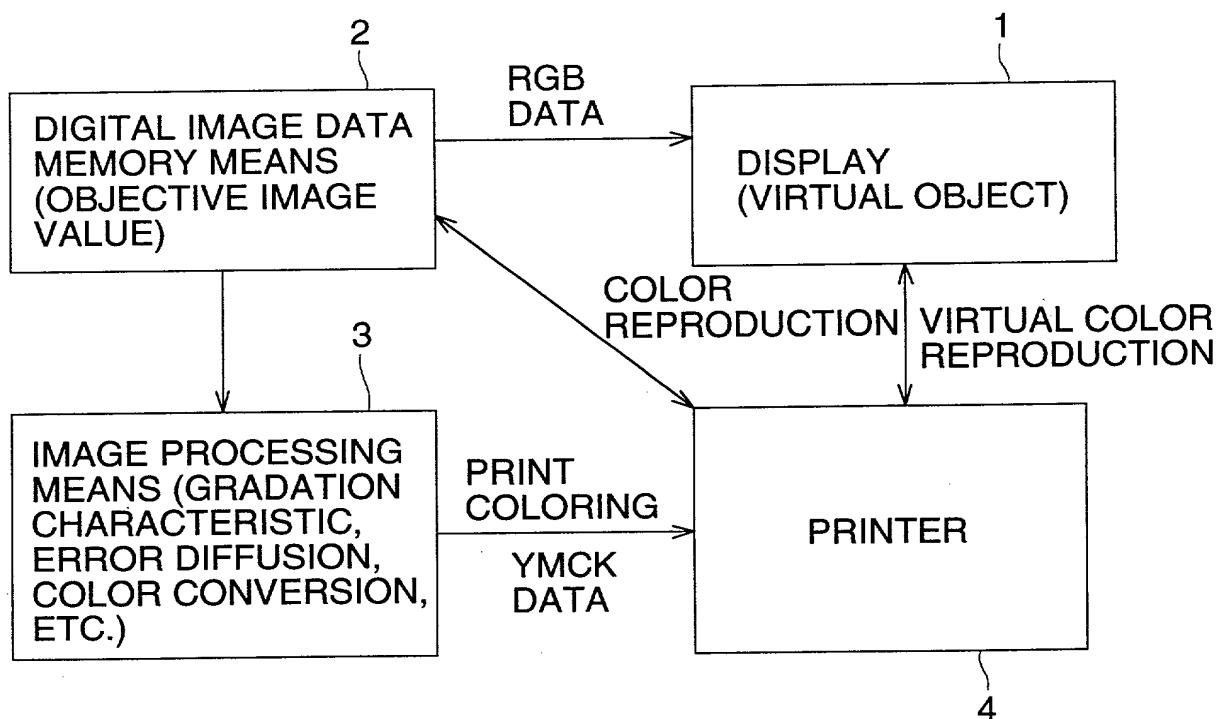 2
1
RGB
DATA
DIGITAL IMAGE DATA
MEMORY MEANS
(OBJECTIVE IMAGE
VALUE)
DISPLAY
(VIRTUAL OBJECT)
COLOR
REPRODUCTION
VIRTUAL COLOR
REPRODUCTION
3
IMAGE PROCESSING
MEANS (GRADATION
CHARACTERISTIC,
ERROR DIFFUSION,
COLOR CONVERSION,
ETC.)
PRINT
COLORING
YMCK
DATA
PRINTER
4